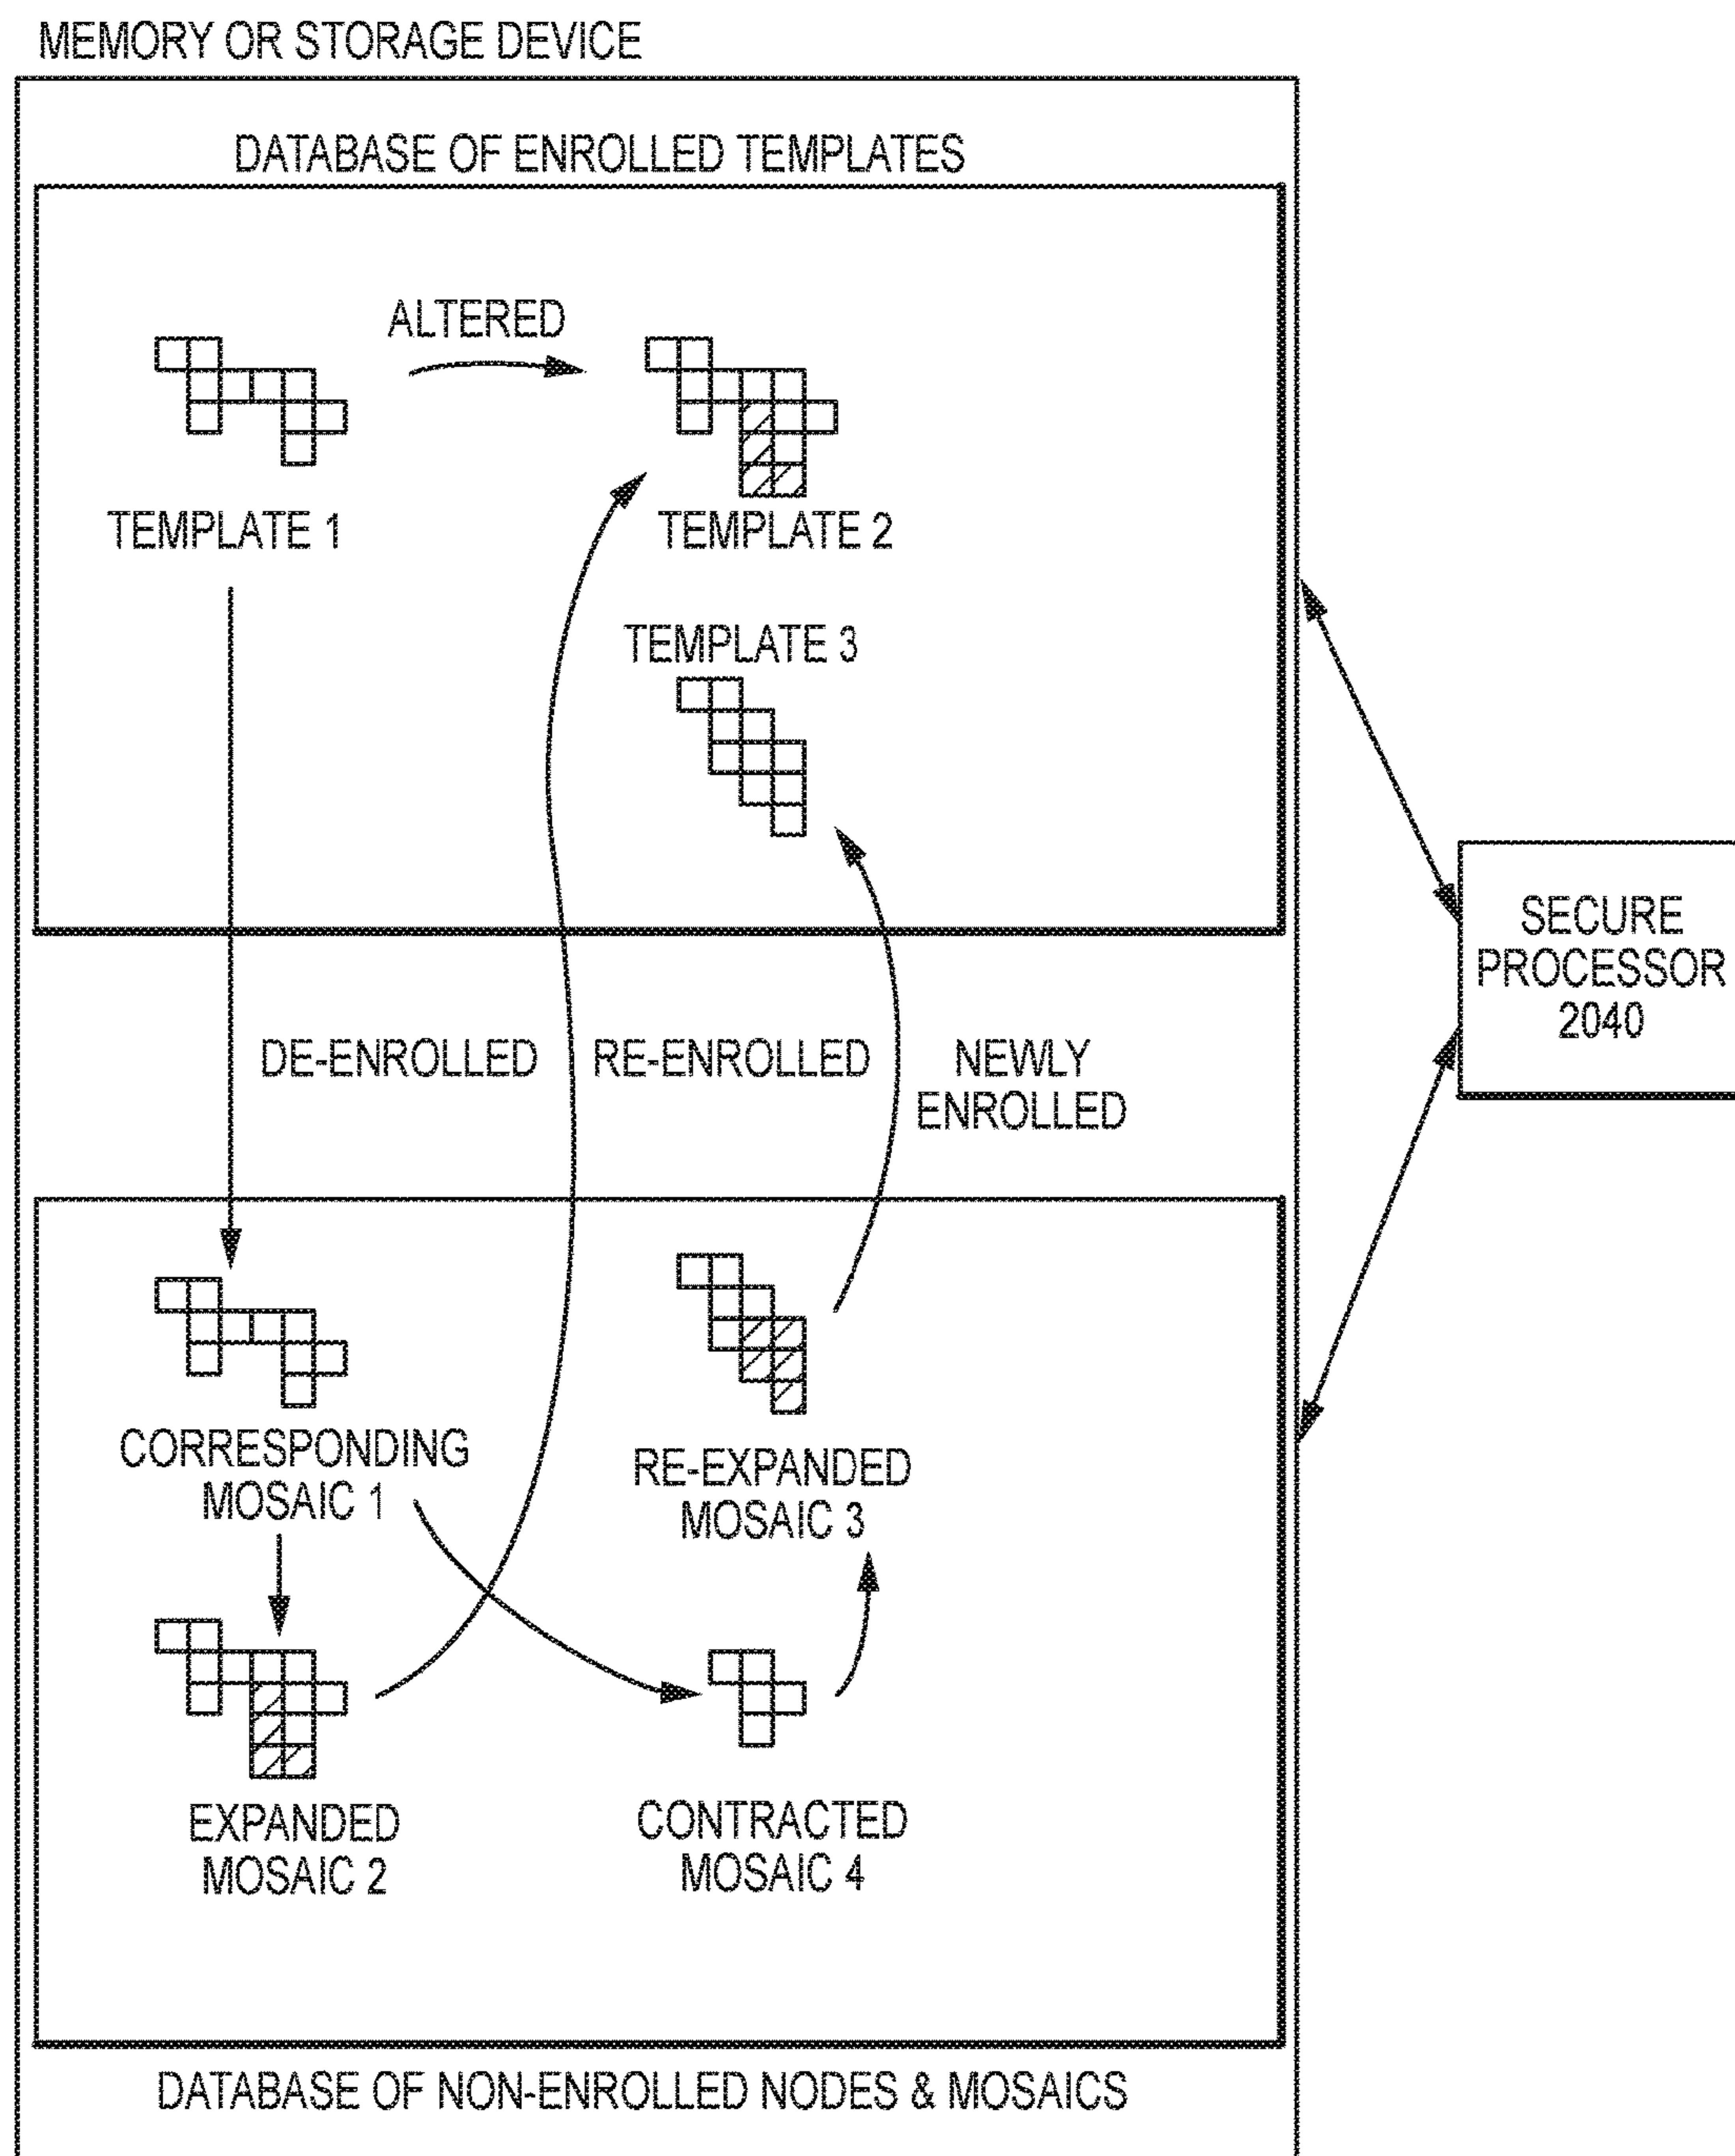 MEMORY OR STORAGE DEVICE
DATABASE OF ENROLLED TEMPLATES
ALTERED
TEMPLATE 1
TEMPLATE 2
TEMPLATE 3
SECURE
PROCESSOR
2040
DE-ENROLLED
RE-ENROLLED
NEWLY
ENROLLED
CORRESPONDING
MOSAIC 1
RE-EXPANDED
MOSAIC 3
EXPANDED
MOSAIC 2
CONTRACTED
MOSAIC 4
DATABASE OF NON-ENROLLED NODES & MOSAICS